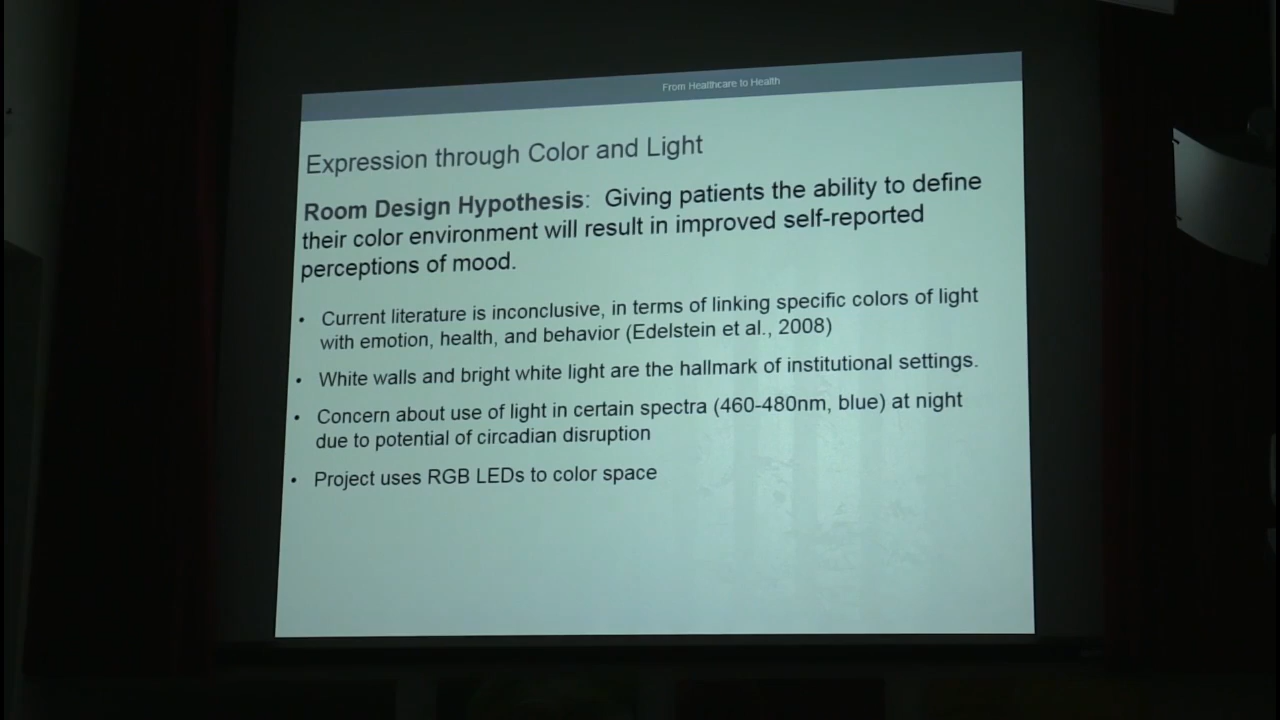 From Healthcare to Health
Expression through Color and Light
Room Design Hypothesis: Giving patients the ability to define
their color environment will result in improved self-reported
perceptions of mood.
• Current literature is inconclusive, in terms of linking specific colors of light
with emotion, health, and behavior (Edelstein et al., 2008)
• White walls and bright white light are the hallmark of institutional settings.
• Concern about use of light in certain spectra (460-480nm, blue) at night
due to potential of circadian disruption
• Project uses RGB LEDs to color space